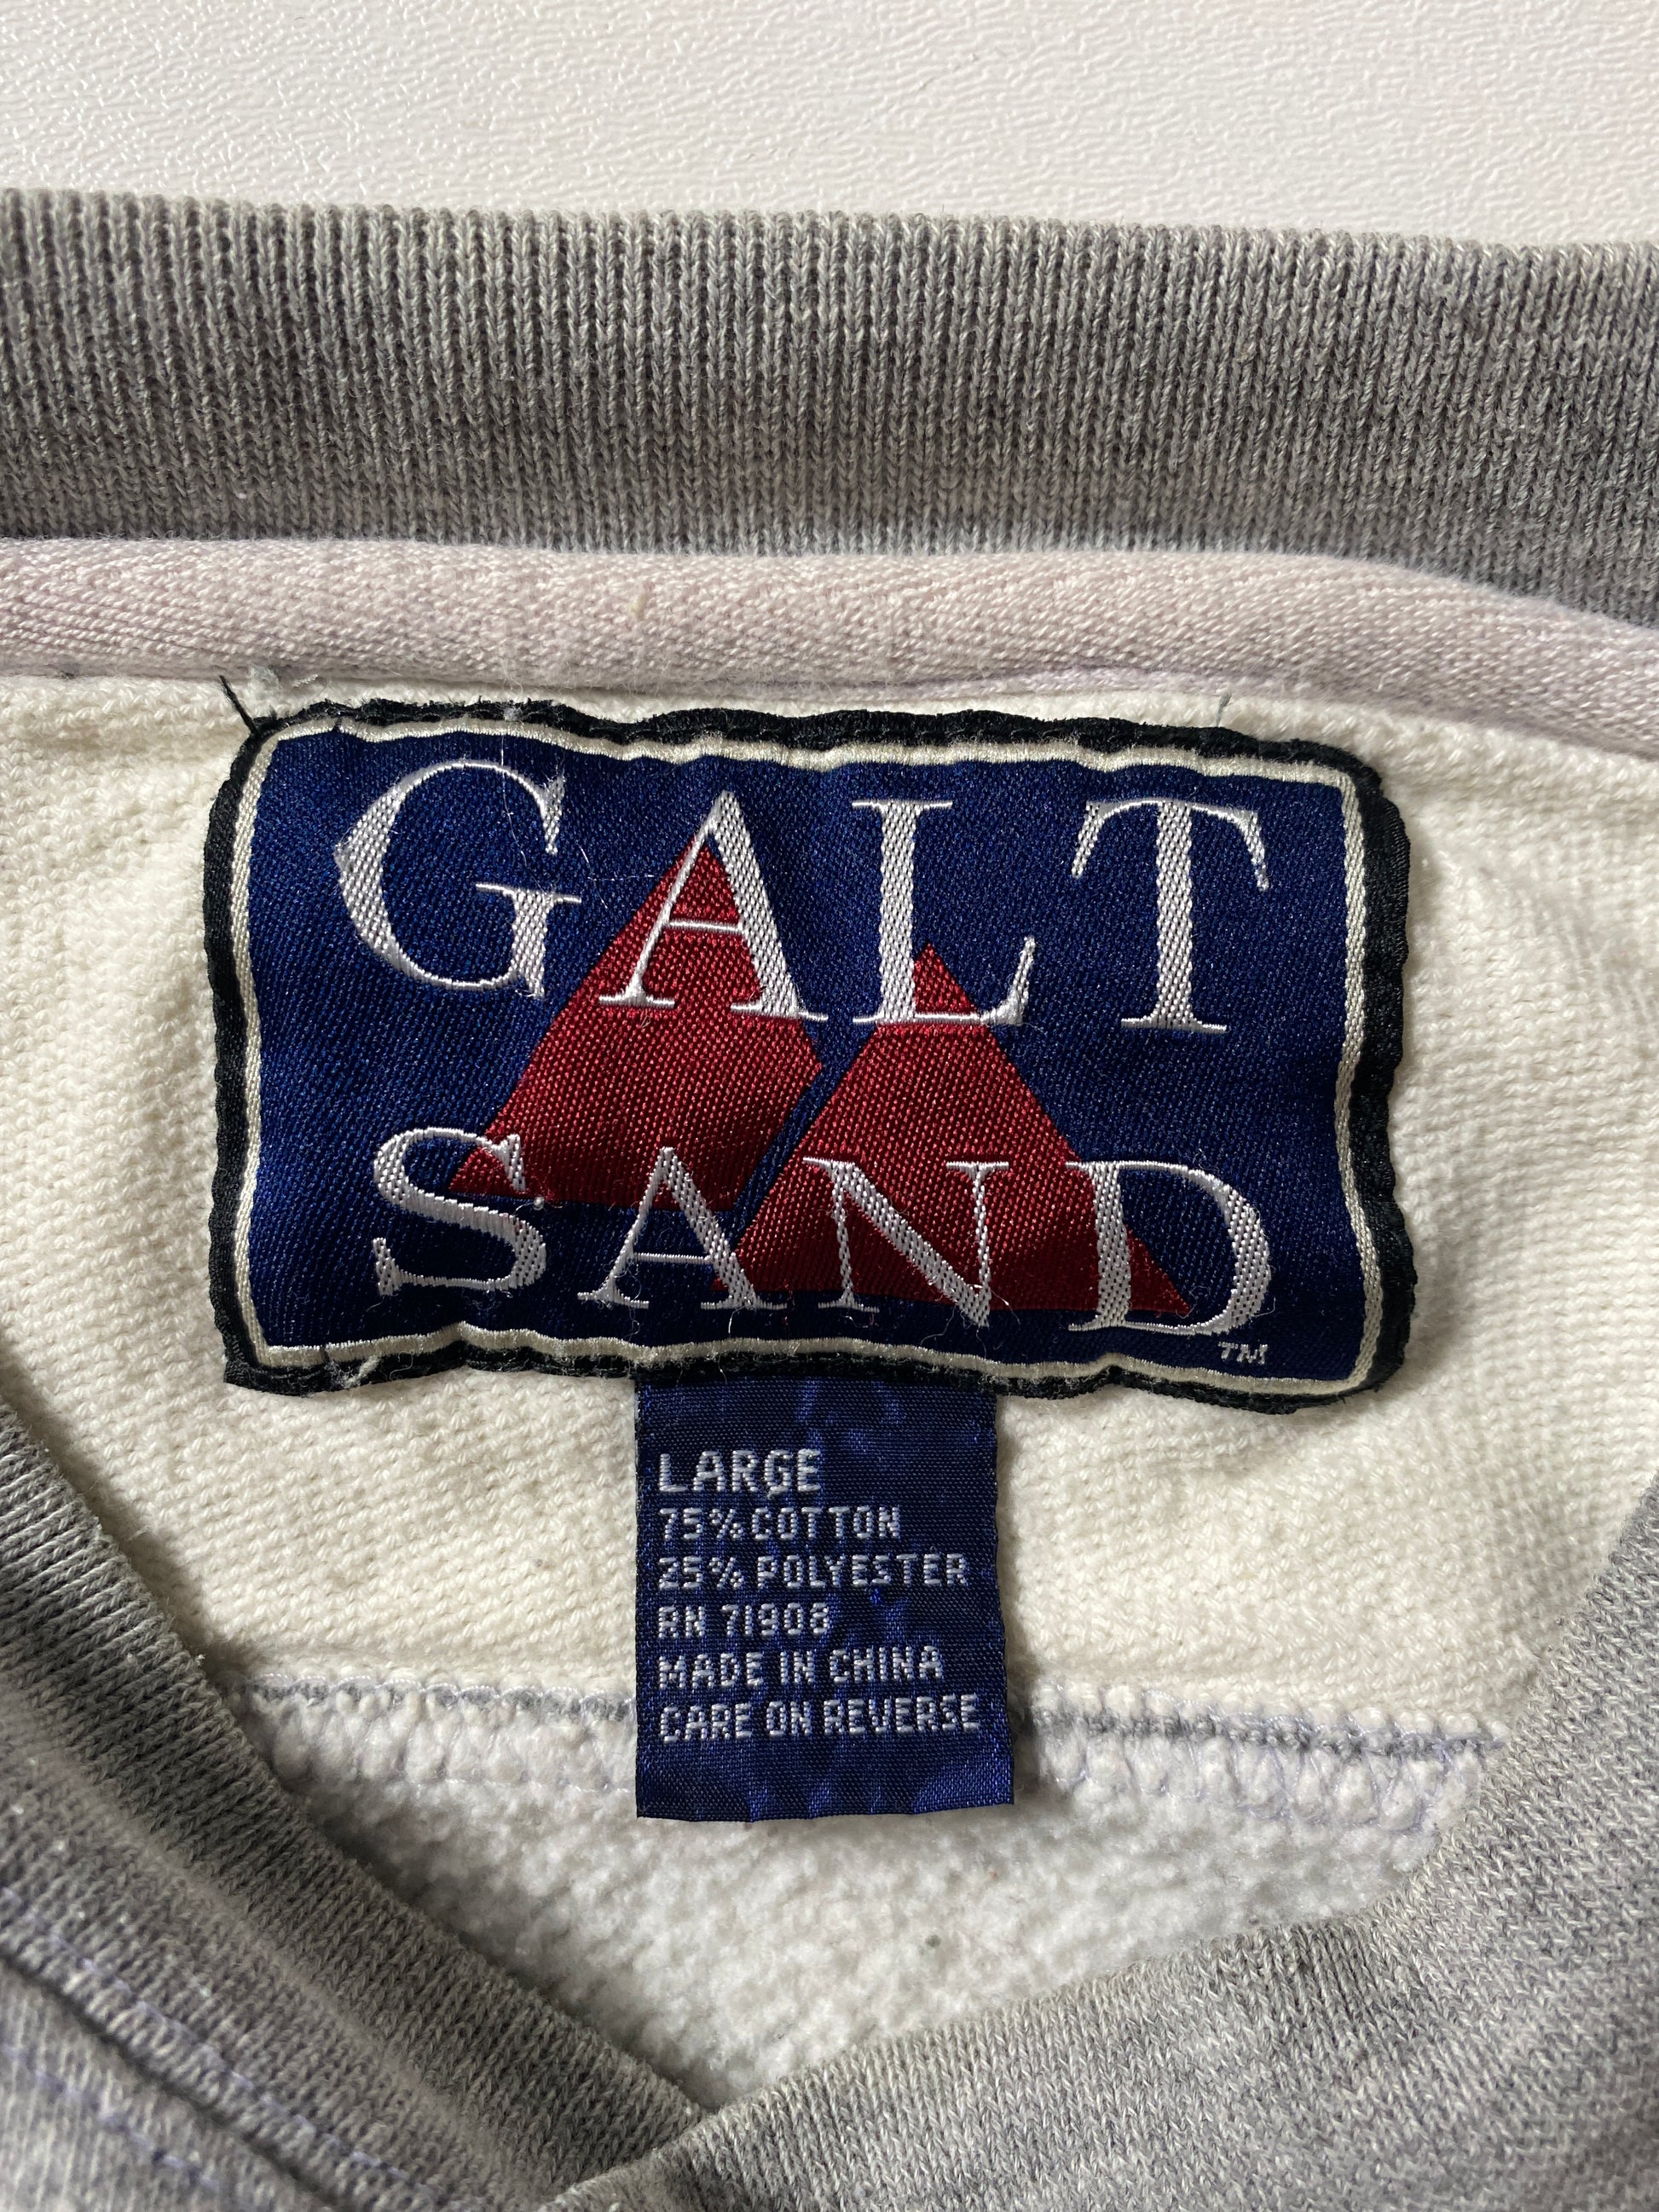 GALT
SAND
TM
LARGE
75% COTTON
25% POLYESTER
RN 71908
MADE IN CHINA
CARE ON REVERSE